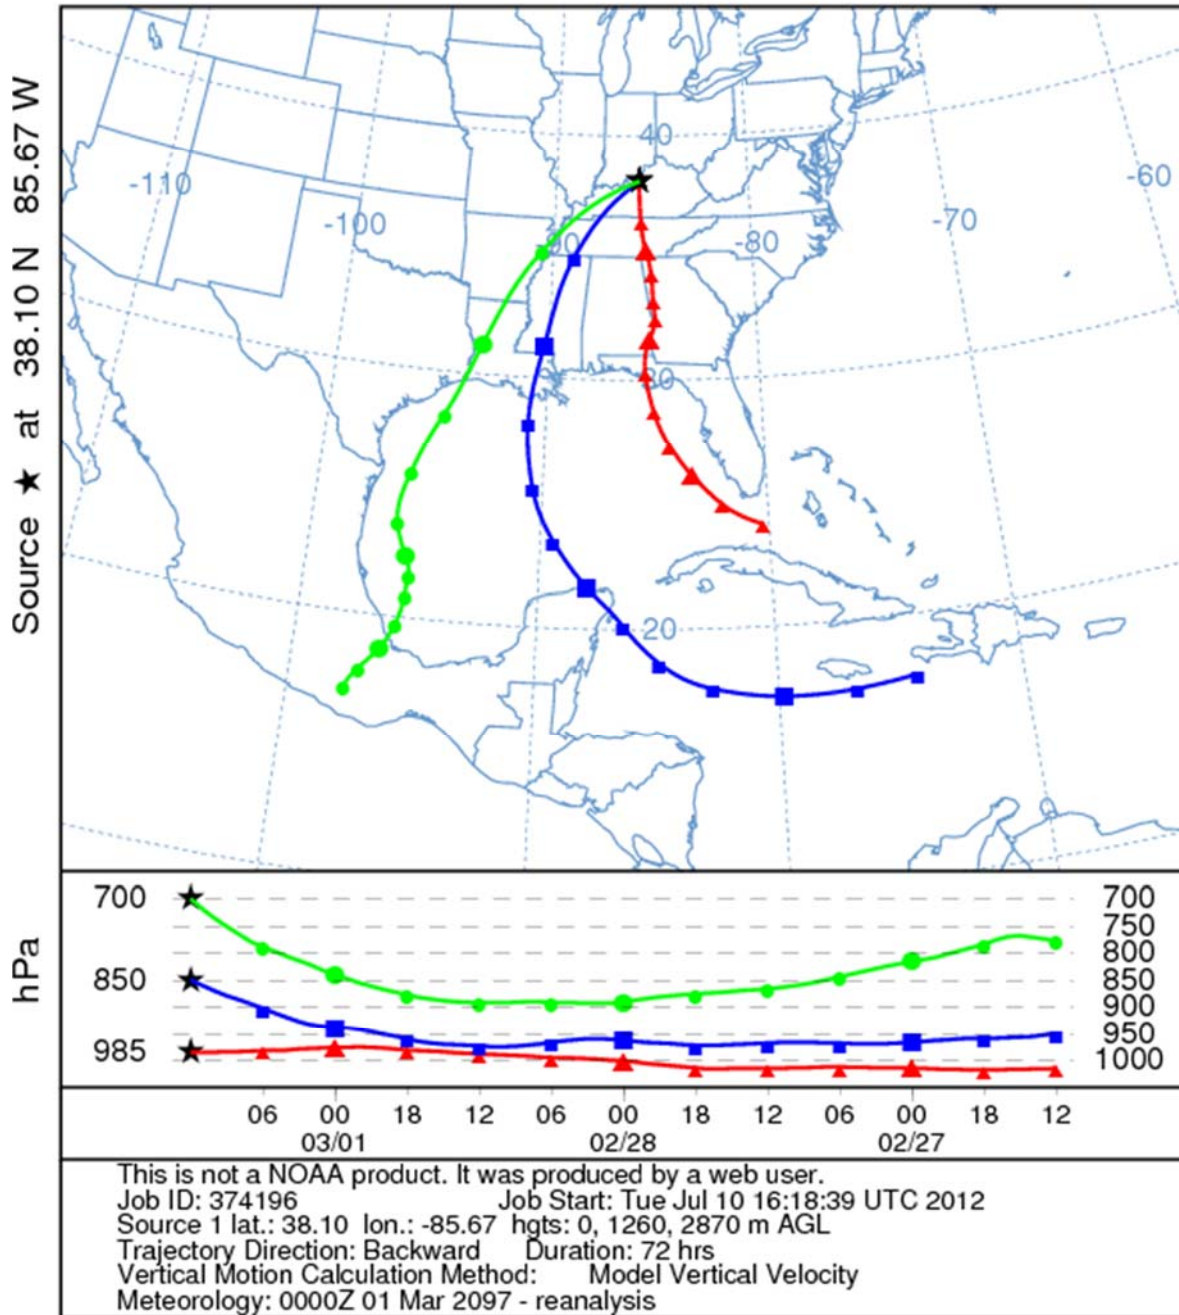 Source ★ at 38.10 N 85.67 W
40
-110
-60
-100
-90
-80
-70
30
20
hPa
700 700
750
800
850 850
900
950
985 1000
06 00 18 12 06 00 18 12 06 00 18 12
03/01 02/28 02/27
This is not a NOAA product. It was produced by a web user.
Job ID: 374196 Job Start: Tue Jul 10 16:18:39 UTC 2012
Source 1 lat.: 38.10 lon.: -85.67 hgts: 0, 1260, 2870 m AGL
Trajectory Direction: Backward Duration: 72 hrs
Vertical Motion Calculation Method: Model Vertical Velocity
Meteorology: 0000Z 01 Mar 2097 - reanalysis